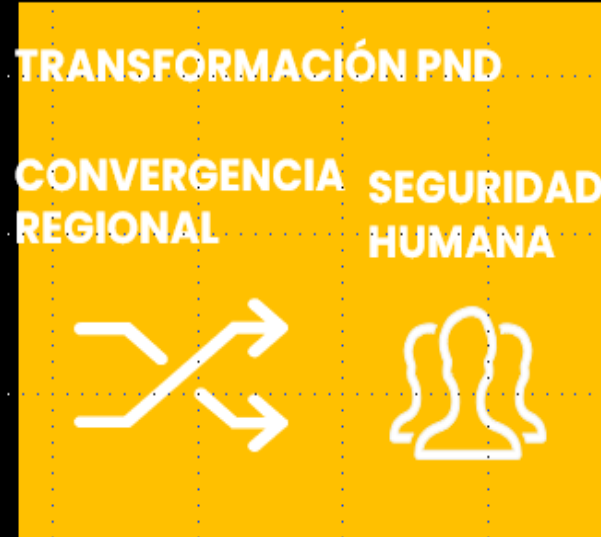 TRANSFORMACIÓN PND
CONVERGENCIA
REGIONAL
SEGURIDAD
HUMANA